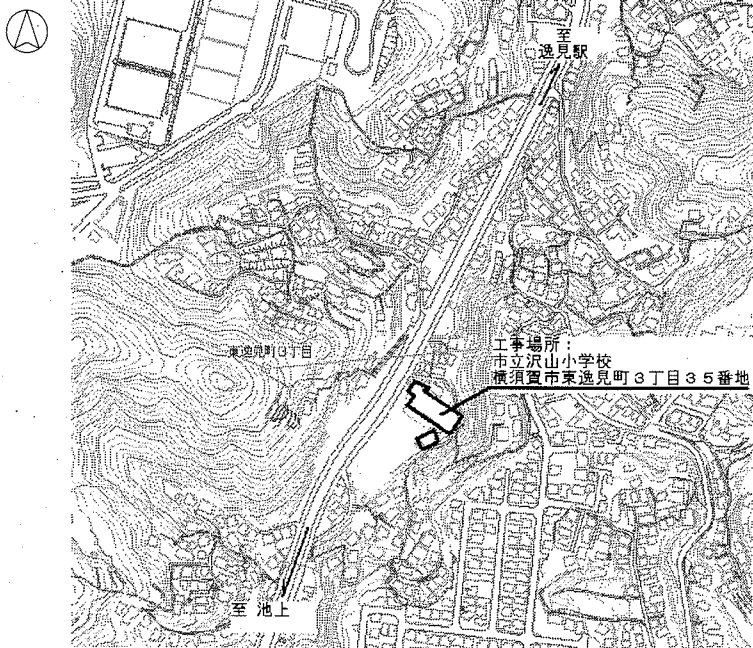 至
逸見駅
工事場所：
市立沢山小学校
横須賀市東逸見町３丁目３５番地
東逸見町３丁目
至 池上